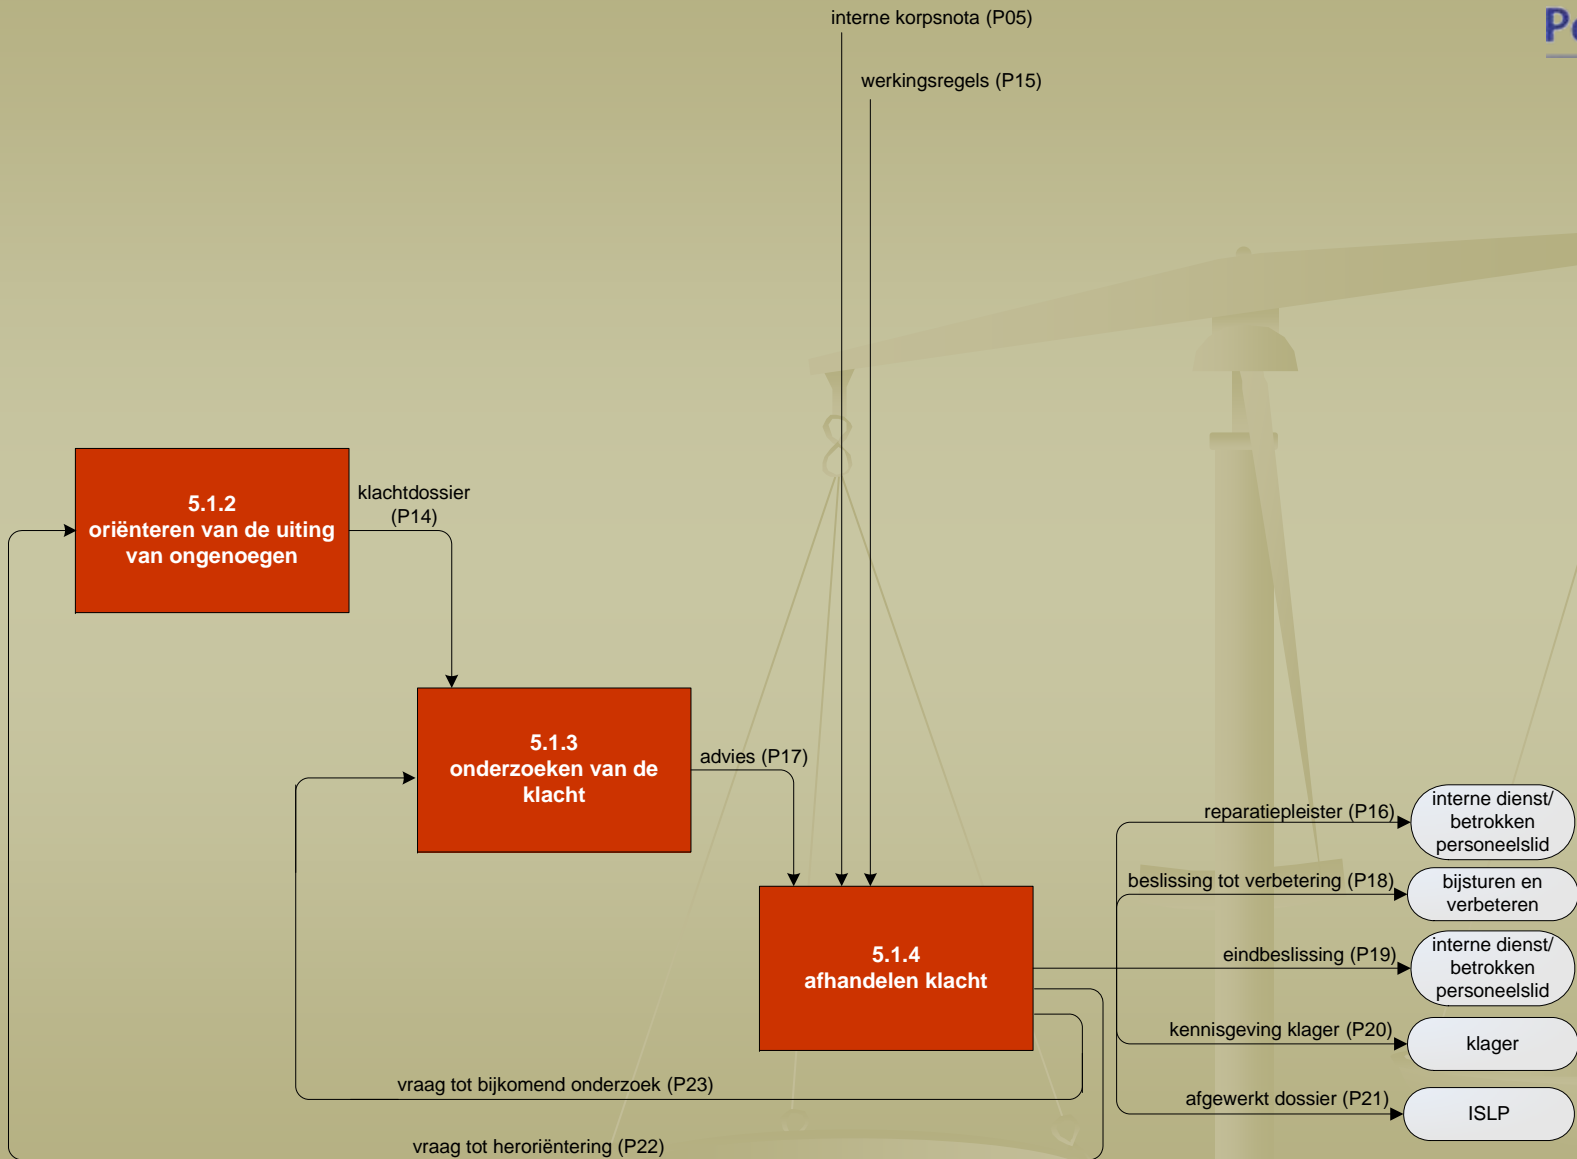 interne korpsnota (P05)
werkingsregels (P15)
5.1.2
oriënteren van de uiting
van ongenoegen
klachtdossier
(P14)
5.1.3
onderzoeken van de
klacht
advies (P17)
5.1.4
afhandelen klacht
reparatiepleister (P16)
interne dienst/
betrokken
personeelslid
beslissing tot verbetering (P18)
bijsturen en
verbeteren
eindbeslissing (P19)
interne dienst/
betrokken
personeelslid
kennisgeving klager (P20)
klager
afgewerkt dossier (P21)
ISLP
vraag tot bijkomend onderzoek (P23)
vraag tot heroriëntering (P22)